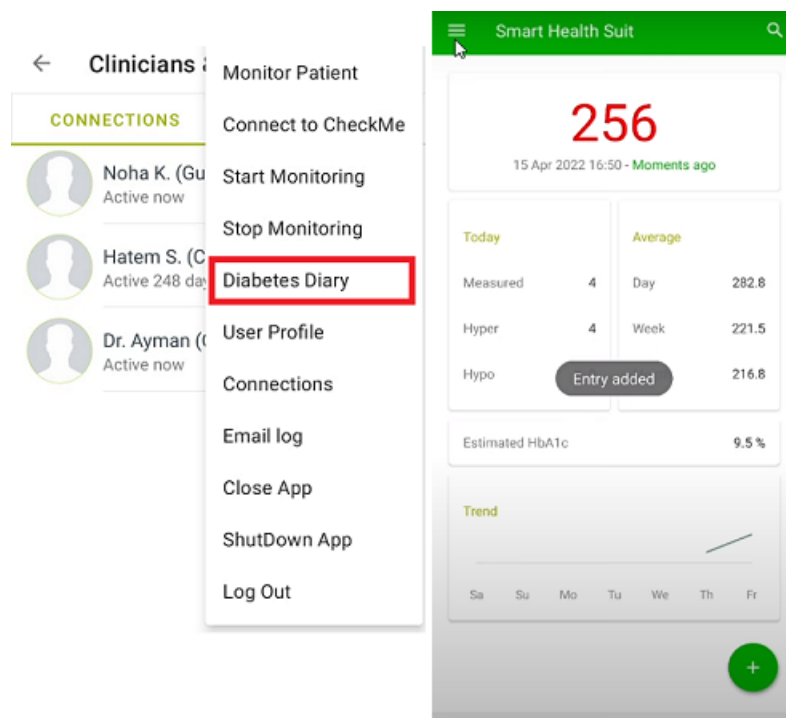 Clinicians
CONNECTIONS
Noha K. (Gu
Active now
Hatem S. (C
Active 248 day
Dr. Ayman (
Active now
Monitor Patient
Connect to CheckMe
Start Monitoring
Stop Monitoring
Diabetes Diary
User Profile
Connections
Email log
Close App
ShutDown App
Log Out
Smart Health Suit
256
15 Apr 2022 16:50 - Moments ago
Today
Measured 4
Hyper 4
Hypo
Average
Day 282.8
Week 221.5
216.8
Entry added
Estimated HbA1c 9.5 %
Trend
Sa Su Mo Tu We Th Fr
+